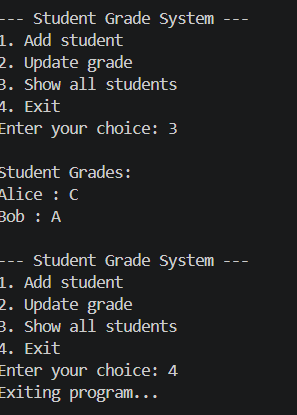 --- Student Grade System ---
1. Add student
2. Update grade
3. Show all students
4. Exit
Enter your choice: 3
Student Grades:
Alice : C
Bob : A
--- Student Grade System ---
1. Add student
2. Update grade
3. Show all students
4. Exit
Enter your choice: 4
Exiting program...